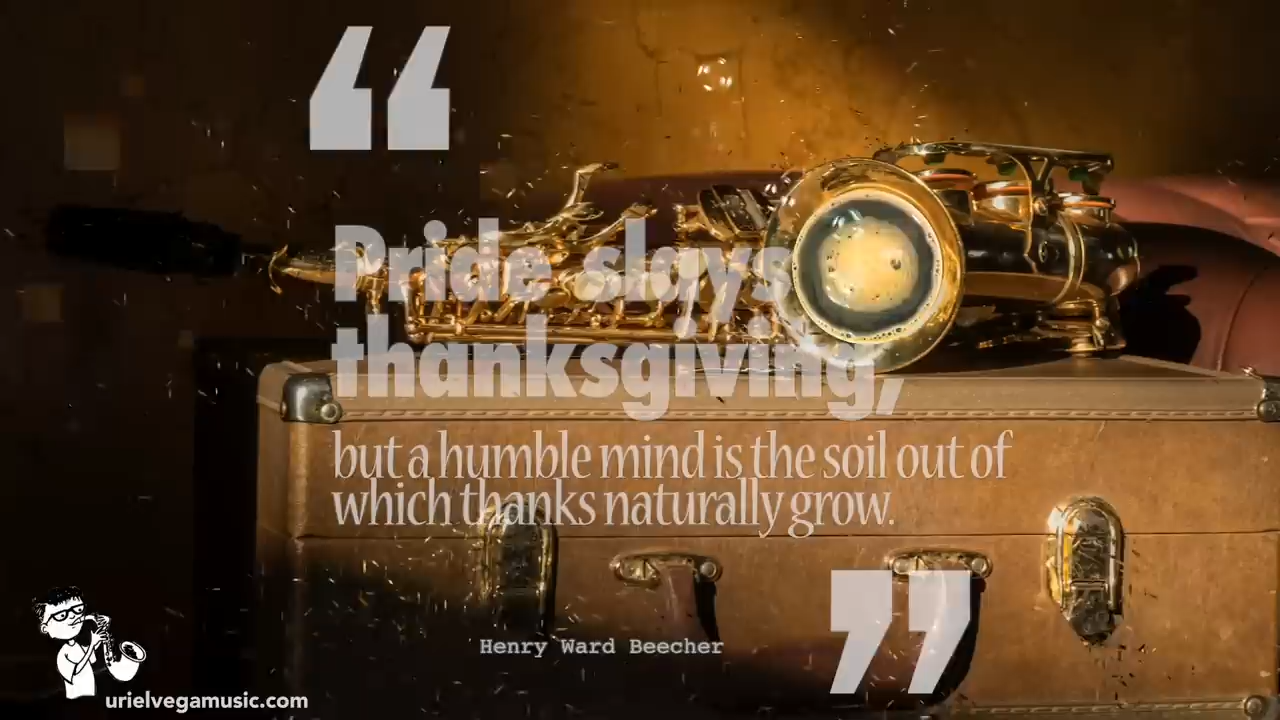 “
Pride slays
thanksgiving,
but a humble mind is the soil out of
which thanks naturally grow.
”
Henry Ward Beecher
urielvegamusic.com